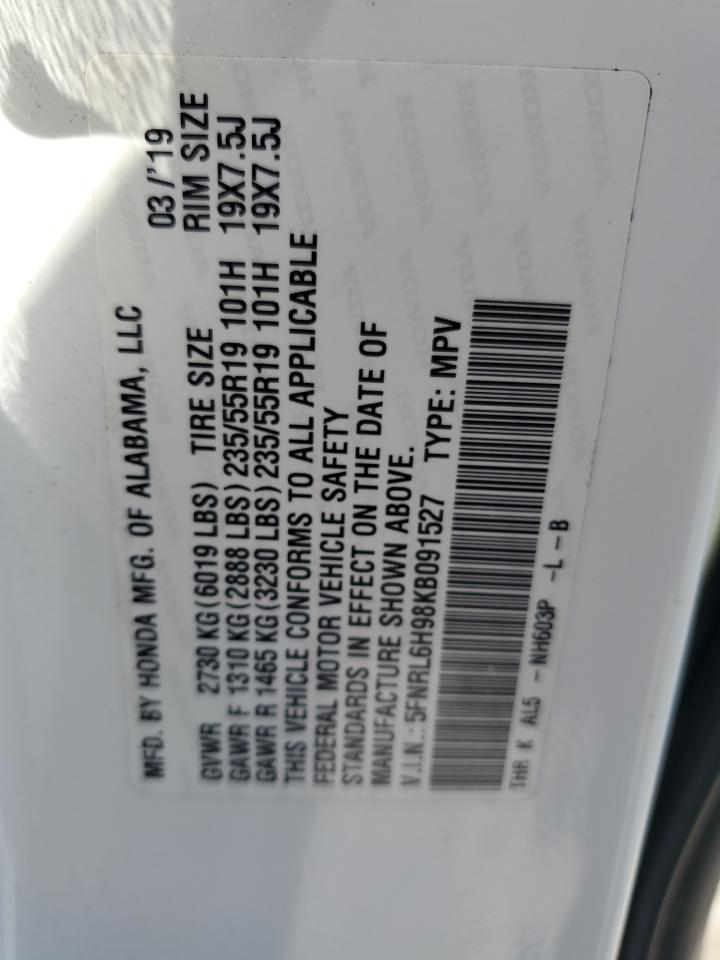 MFD. BY HONDA MFG. OF ALABAMA, LLC 03/'19
GVWR 2730 KG(6019 LBS) TIRE SIZE RIM SIZE
GAWR F 1310 KG(2888 LBS)235/55R19 101H 19X7.5J
GAWR R 1465 KG(3230 LBS)235/55R19 101H 19X7.5J
THIS VEHICLE CONFORMS TO ALL APPLICABLE
FEDERAL MOTOR VEHICLE SAFETY
STANDARDS IN EFFECT ON THE DATE OF
MANUFACTURE SHOWN ABOVE.
V.I.N.:5FNRL6H98KB091527 TYPE: MPV
THR K AL5 -NH603P -L-B